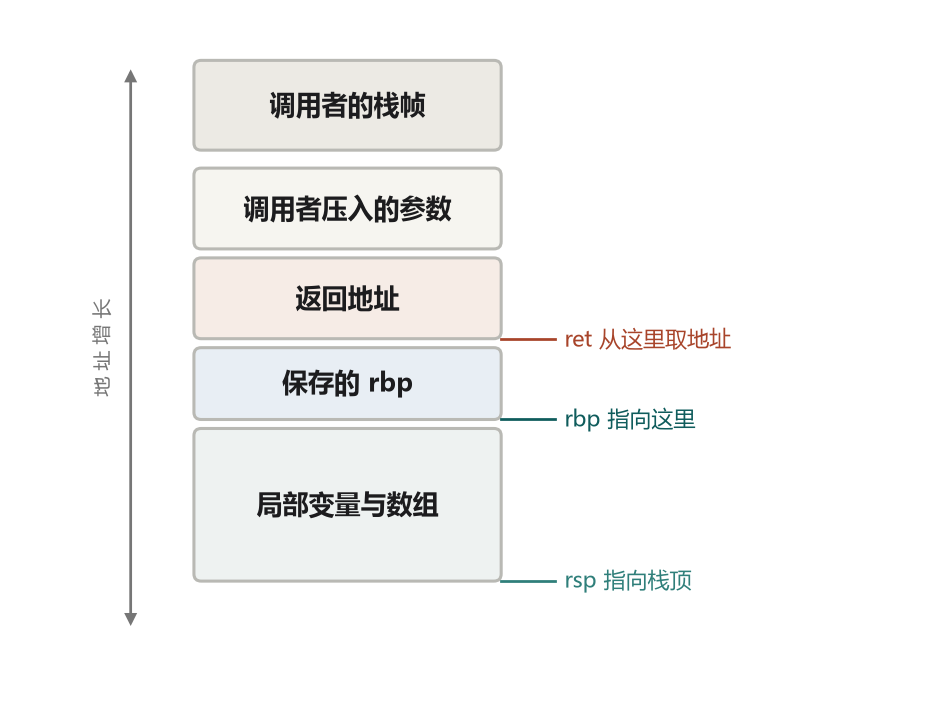 调用者的栈帧
调用者压入的参数
返回地址
ret 从这里取地址
保存的 rbp
rbp 指向这里
局部变量与数组
rsp 指向栈顶
地址增长